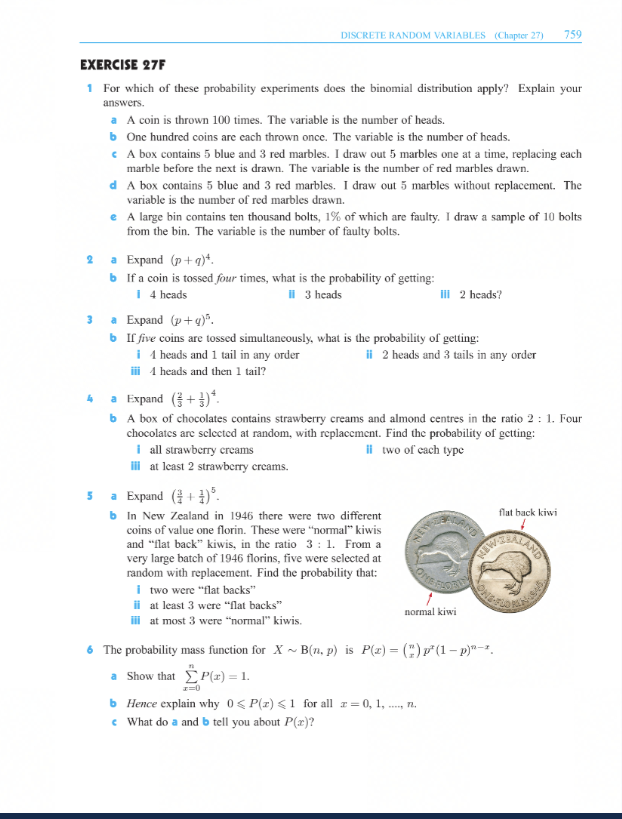 DISCRETE RANDOM VARIABLES (Chapter 27) 759
EXERCISE 27F
1 For which of these probability experiments does the binomial distribution apply? Explain your
answers.
a A coin is thrown 100 times. The variable is the number of heads.
b One hundred coins are each thrown once. The variable is the number of heads.
c A box contains 5 blue and 3 red marbles. I draw out 5 marbles one at a time, replacing each
marble before the next is drawn. The variable is the number of red marbles drawn.
d A box contains 5 blue and 3 red marbles. I draw out 5 marbles without replacement. The
variable is the number of red marbles drawn.
e A large bin contains ten thousand bolts, 1% of which are faulty. I draw a sample of 10 bolts
from the bin. The variable is the number of faulty bolts.
2 a Expand (p + q)⁴.
b If a coin is tossed four times, what is the probability of getting:
i 4 heads ii 3 heads iii 2 heads?
3 a Expand (p + q)⁵.
b If five coins are tossed simultaneously, what is the probability of getting:
i 4 heads and 1 tail in any order ii 2 heads and 3 tails in any order
iii 4 heads and then 1 tail?
4 a Expand (2/3 + 1/3)⁴.
b A box of chocolates contains strawberry creams and almond centres in the ratio 2 : 1. Four
chocolates are selected at random, with replacement. Find the probability of getting:
i all strawberry creams ii two of each type
iii at least 2 strawberry creams.
5 a Expand (3/4 + 1/4)⁵.
b In New Zealand in 1946 there were two different
coins of value one florin. These were “normal” kiwis
and “flat back” kiwis, in the ratio 3 : 1. From a
very large batch of 1946 florins, five were selected at
random with replacement. Find the probability that:
i two were “flat backs”
ii at least 3 were “flat backs”
iii at most 3 were “normal” kiwis.
flat back kiwi
NEW ZEALAND
ONE FLORIN
NEW ZEALAND
ONE FLORIN 1946
normal kiwi
6 The probability mass function for X ∼ B(n, p) is P(x) = (n x) pˣ(1 − p)ⁿ⁻ˣ.
a Show that ∑ₓ₌₀ⁿ P(x) = 1.
b Hence explain why 0 ⩽ P(x) ⩽ 1 for all x = 0, 1, ...., n.
c What do a and b tell you about P(x)?